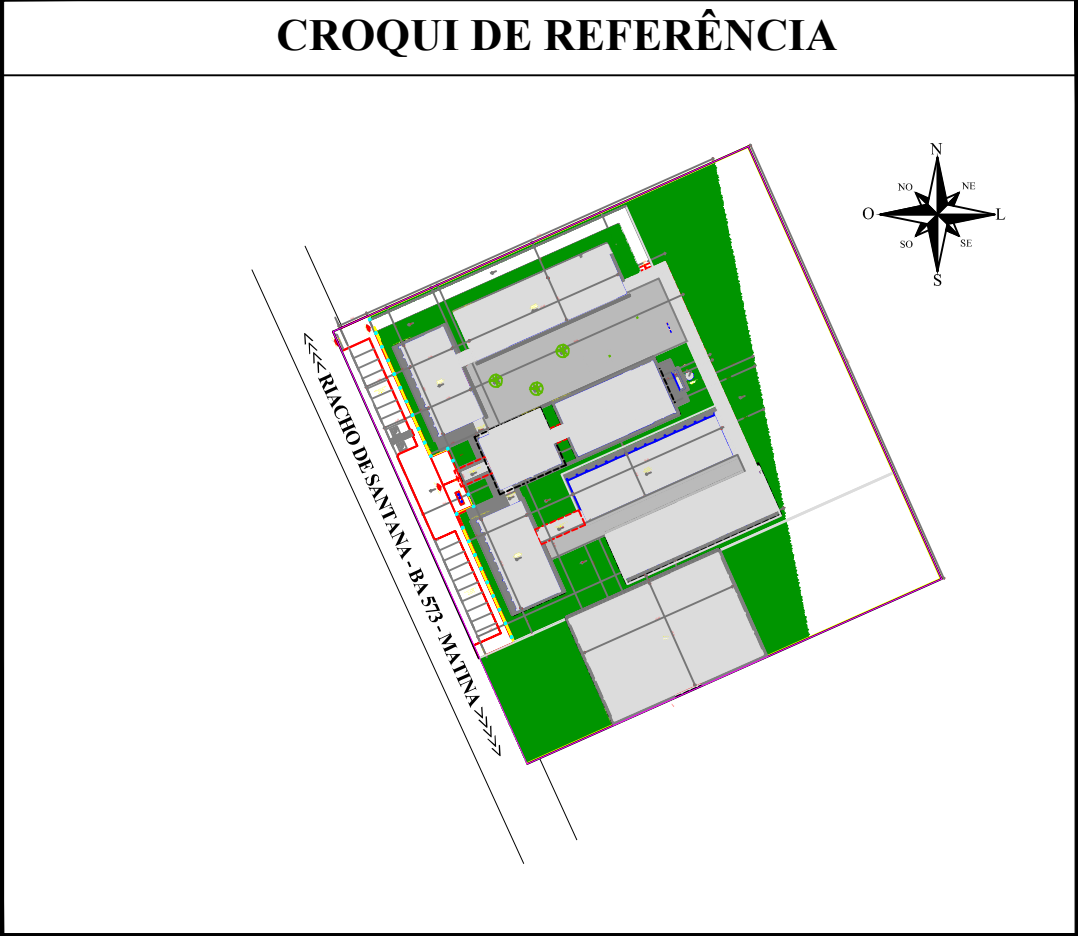 CROQUI DE REFERÊNCIA
N
NO
NE
O
L
SO
SE
S
<<<< RIACHO DE SANTANA - BA 573 - MATINA >>>>>